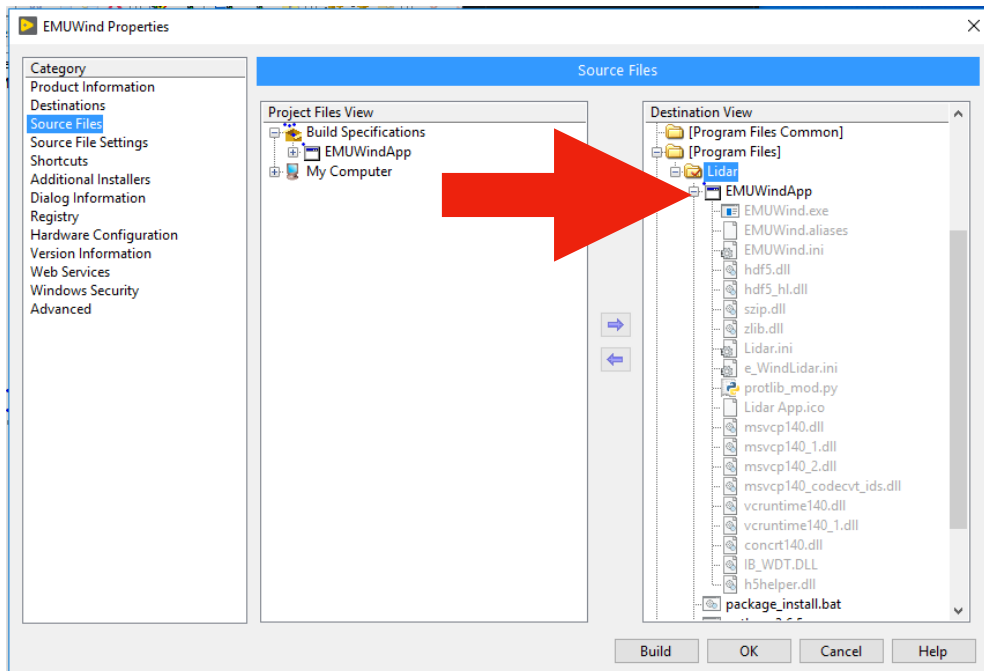 EMUWind Properties
Category
Product Information
Destinations
Source Files
Source File Settings
Shortcuts
Additional Installers
Dialog Information
Registry
Hardware Configuration
Version Information
Web Services
Windows Security
Advanced
Source Files
Project Files View
Build Specifications
EMUWindApp
My Computer
Destination View
[Program Files Common]
[Program Files]
Lidar
EMUWindApp
EMUWind.exe
EMUWind.aliases
EMUWind.ini
hdf5.dll
hdf5_hl.dll
szip.dll
zlib.dll
Lidar.ini
e_WindLidar.ini
protlib_mod.py
Lidar App.ico
msvcp140.dll
msvcp140_1.dll
msvcp140_2.dll
msvcp140_codecvt_ids.dll
vcruntime140.dll
vcruntime140_1.dll
concrt140.dll
IB_WDT.DLL
h5helper.dll
package_install.bat
Build
OK
Cancel
Help